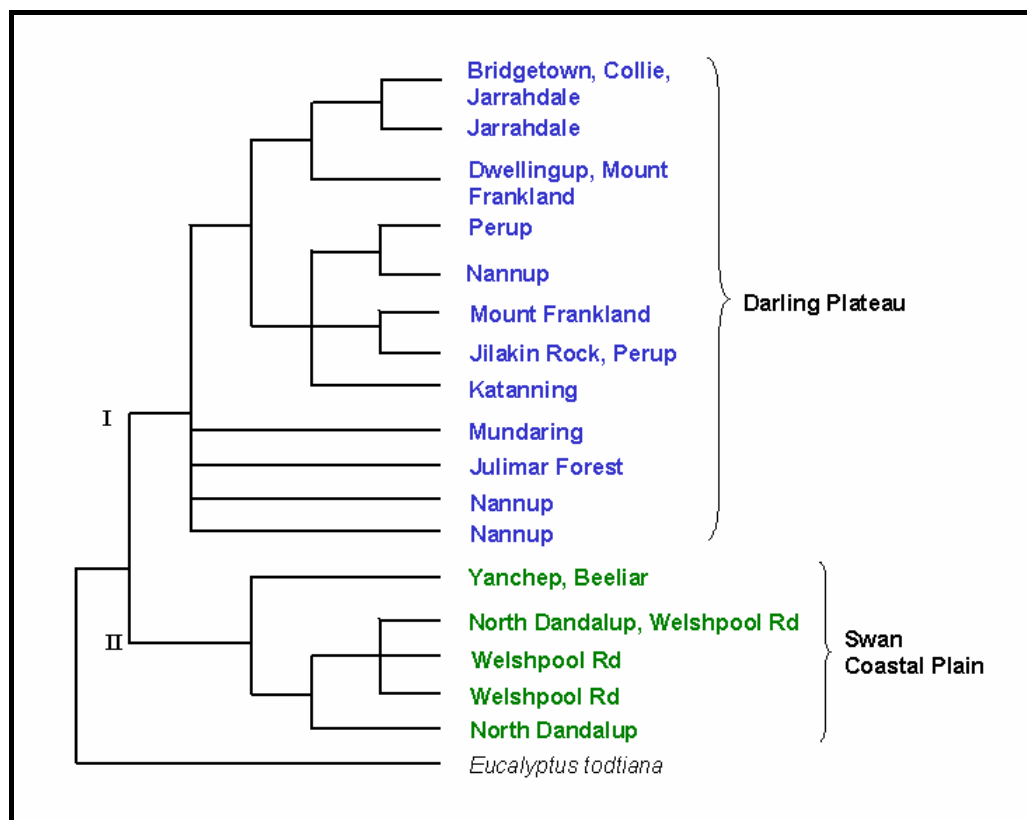 Bridgetown, Collie,
Jarrahdale
Jarrahdale
Dwellingup, Mount
Frankland
Perup
Nannup
Mount Frankland
Jilakin Rock, Perup
Katanning
Mundaring
Julimar Forest
Nannup
Nannup
Darling Plateau
I
Yanchep, Beeliar
North Dandalup, Welshpool Rd
Welshpool Rd
Welshpool Rd
North Dandalup
Swan
Coastal Plain
II
Eucalyptus todtiana